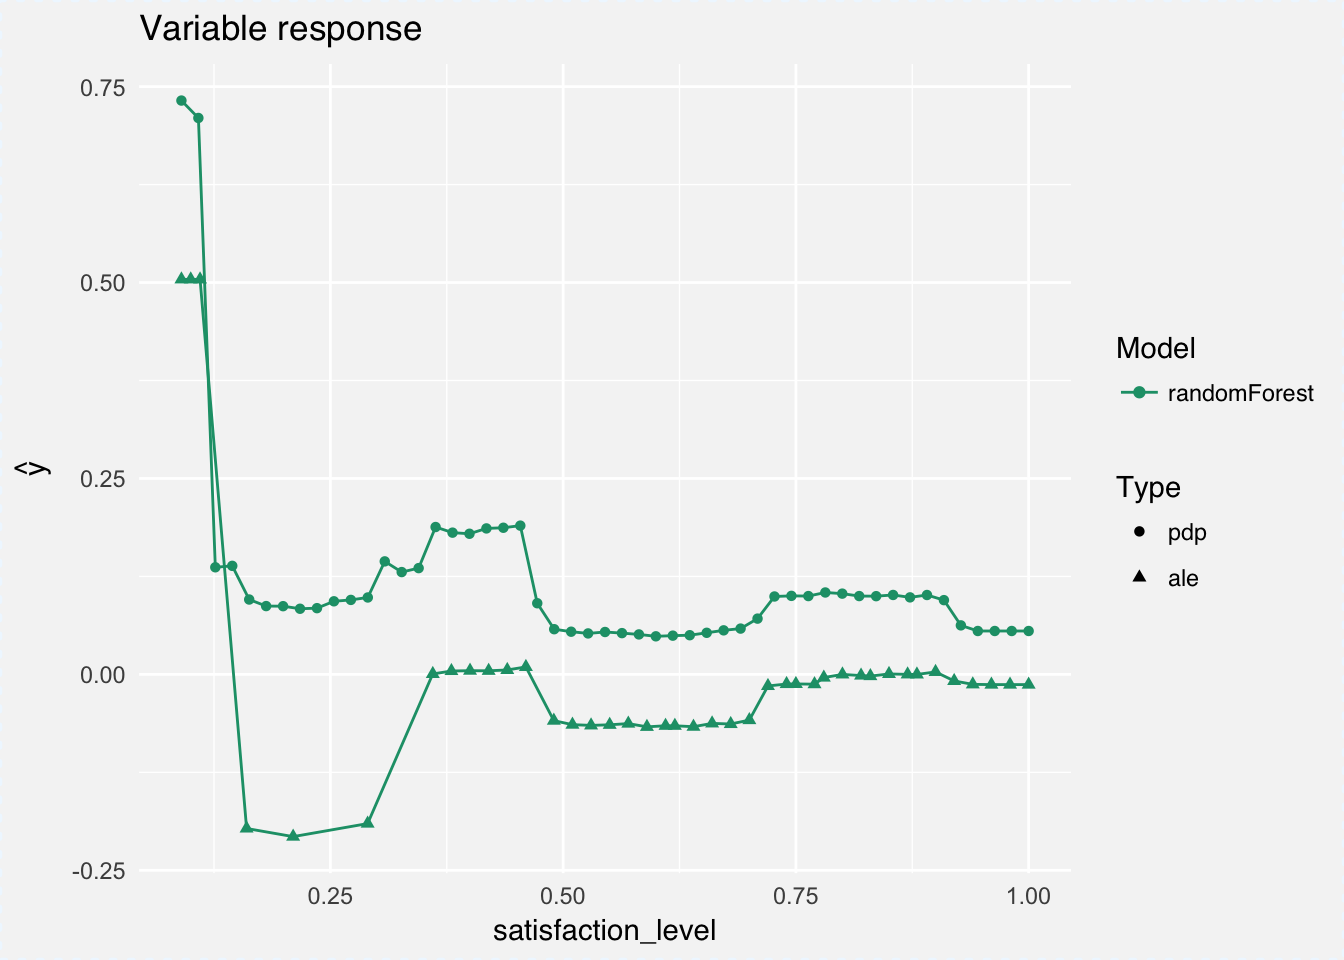 Variable response
0.75
0.50
0.25
0.00
-0.25
ŷ
0.25 0.50 0.75 1.00
satisfaction_level
Model
randomForest
Type
pdp
ale